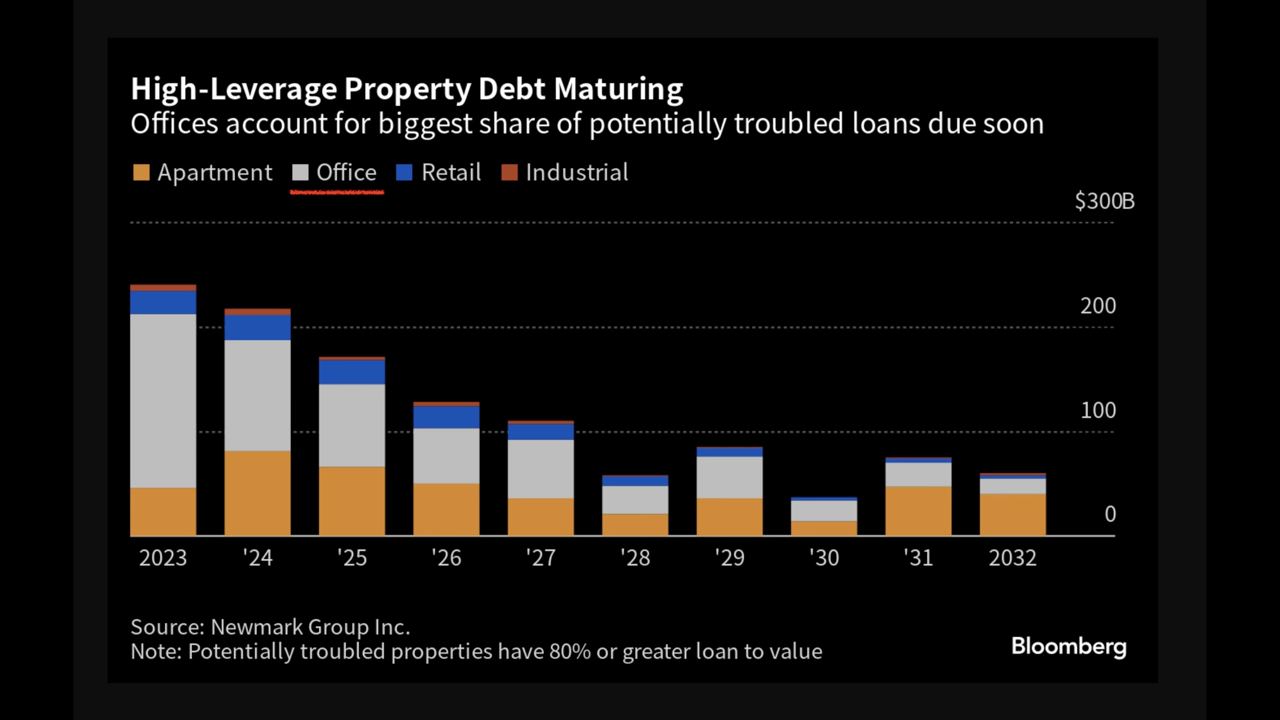 High-Leverage Property Debt Maturing
Offices account for biggest share of potentially troubled loans due soon
Apartment Office Retail Industrial
$300B
200
100
0
2023 '24 '25 '26 '27 '28 '29 '30 '31 2032
Source: Newmark Group Inc.
Note: Potentially troubled properties have 80% or greater loan to value
Bloomberg